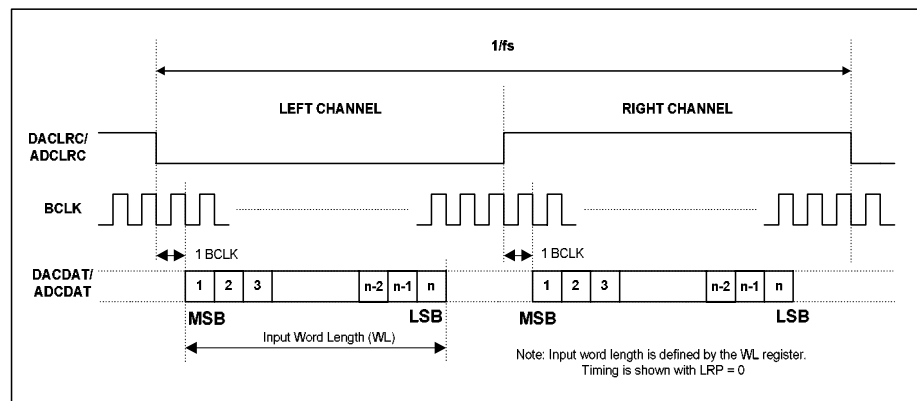 1/fs
LEFT CHANNEL
RIGHT CHANNEL
DACLRC/
ADCLRC
BCLK
1 BCLK
1 BCLK
DACDAT/
ADCDAT
1 2 3 n-2 n-1 n
1 2 3 n-2 n-1 n
MSB
LSB
MSB
LSB
Input Word Length (WL)
Note: Input word length is defined by the WL register.
Timing is shown with LRP = 0